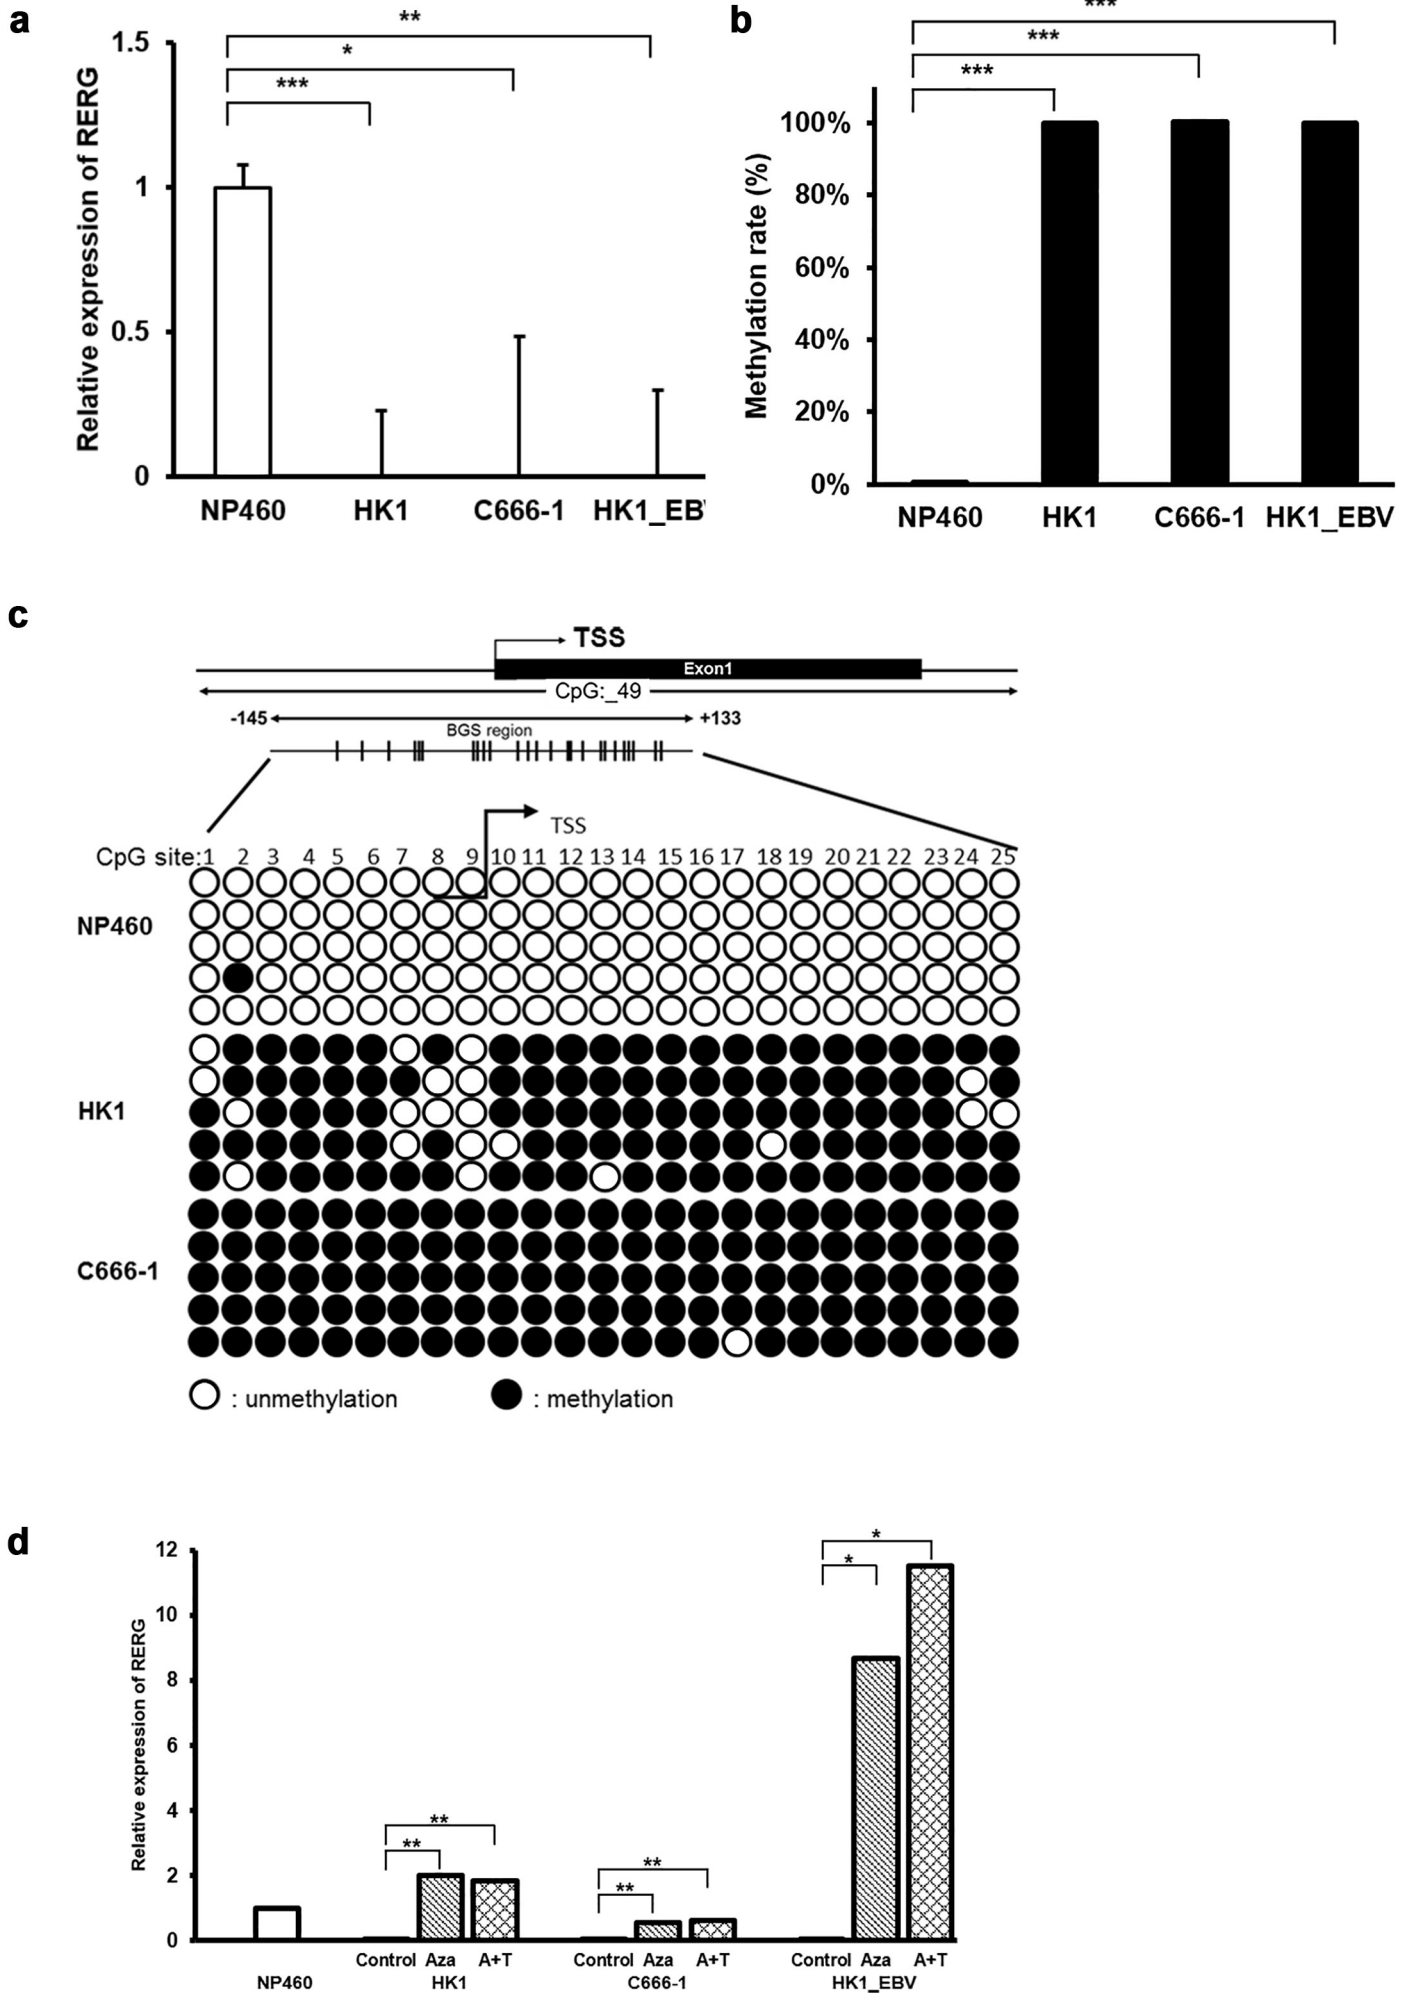 a
**
*
***
1.5
1
0.5
0
Relative expression of RERG
NP460 HK1 C666-1 HK1_EB
b
***
***
***
100%
80%
60%
40%
20%
0%
Methylation rate (%)
NP460 HK1 C666-1 HK1_EBV
c
TSS
Exon1
CpG:_49
-145 +133
BGS region
TSS
CpG site:1 2 3 4 5 6 7 8 9 10 11 12 13 14 15 16 17 18 19 20 21 22 23 24 25
NP460
HK1
C666-1
: unmethylation : methylation
d
12
10
8
6
4
2
0
Relative expression of RERG
**
**
**
**
*
*
Control Aza A+T Control Aza A+T Control Aza A+T
NP460 HK1 C666-1 HK1_EBV